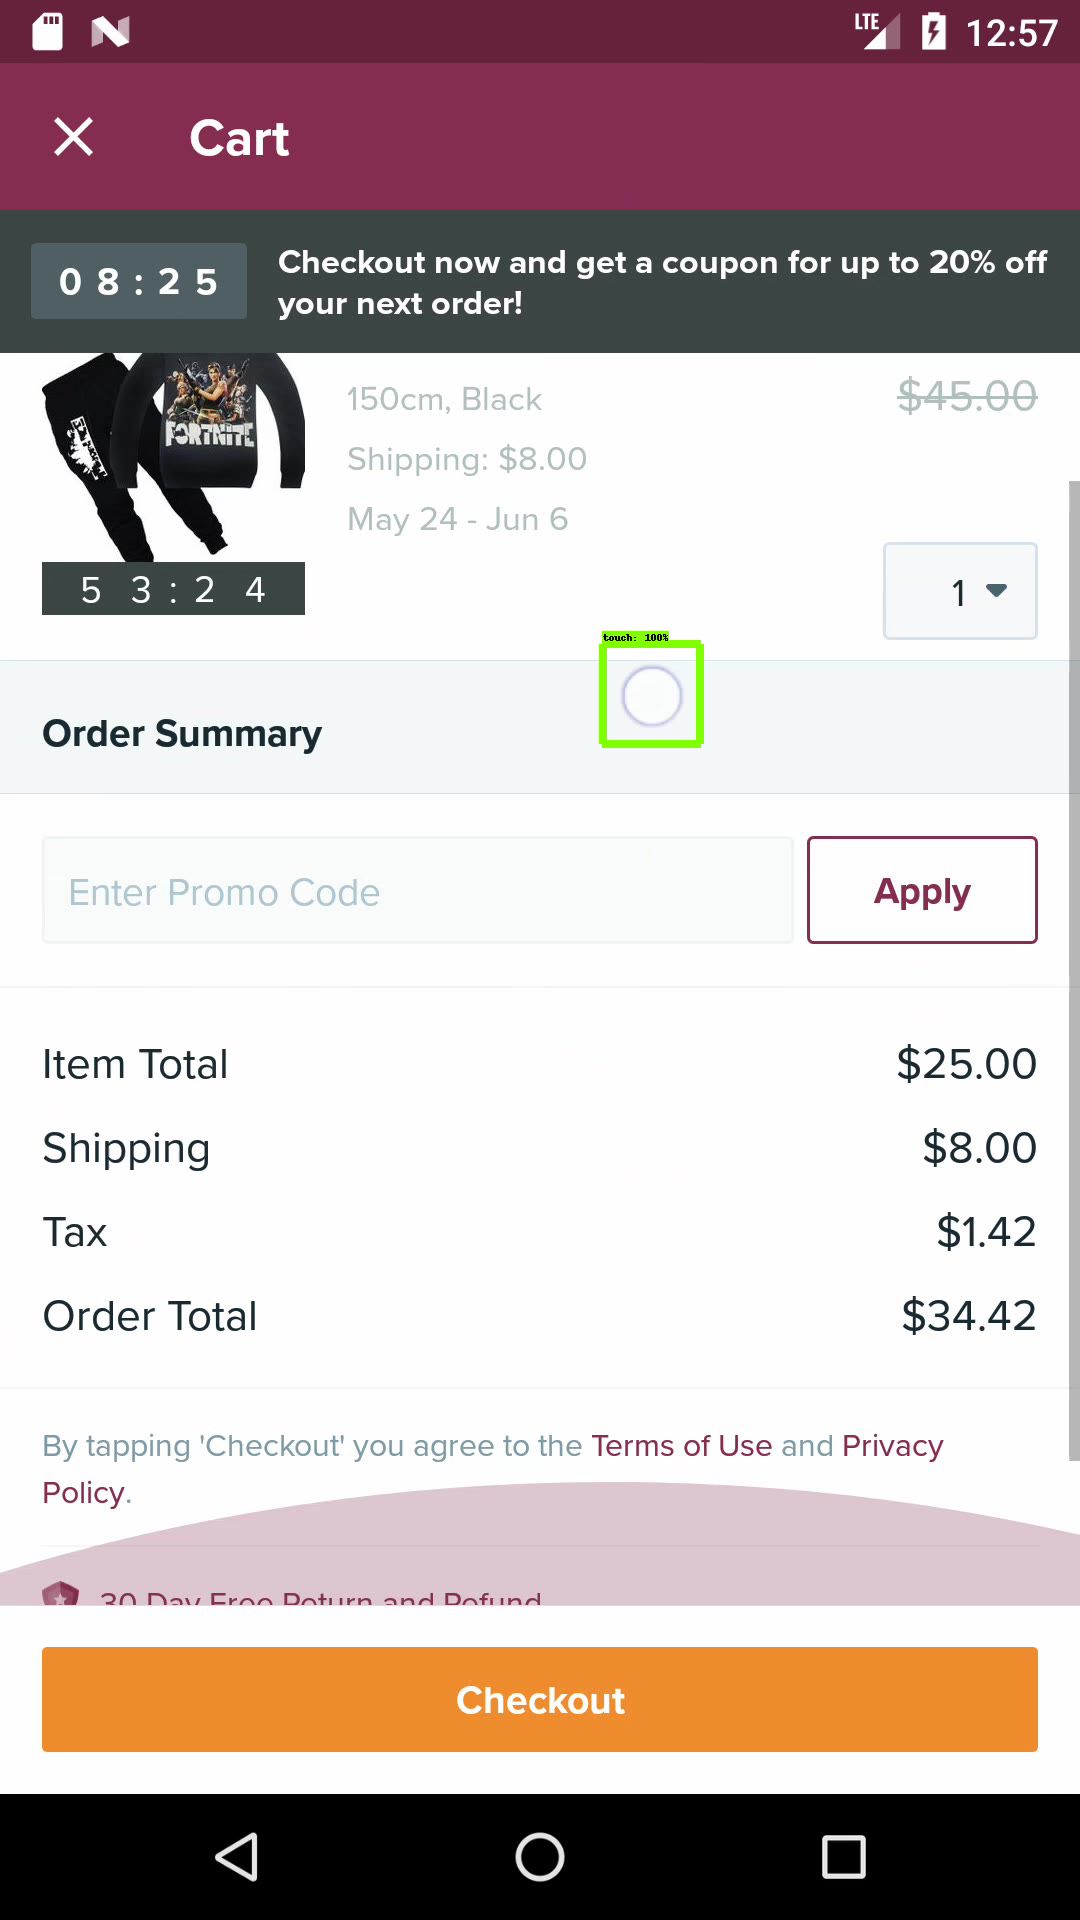 LTE 12:57
Cart
08:25
Checkout now and get a coupon for up to 20% off
your next order!
FORTNITE
150cm, Black
$45.00
Shipping: $8.00
May 24 - Jun 6
53:24
1
touch: 100%
Order Summary
Enter Promo Code
Apply
Item Total $25.00
Shipping $8.00
Tax $1.42
Order Total $34.42
By tapping 'Checkout' you agree to the Terms of Use and Privacy
Policy.
30 Day Free Return and Refund
Checkout